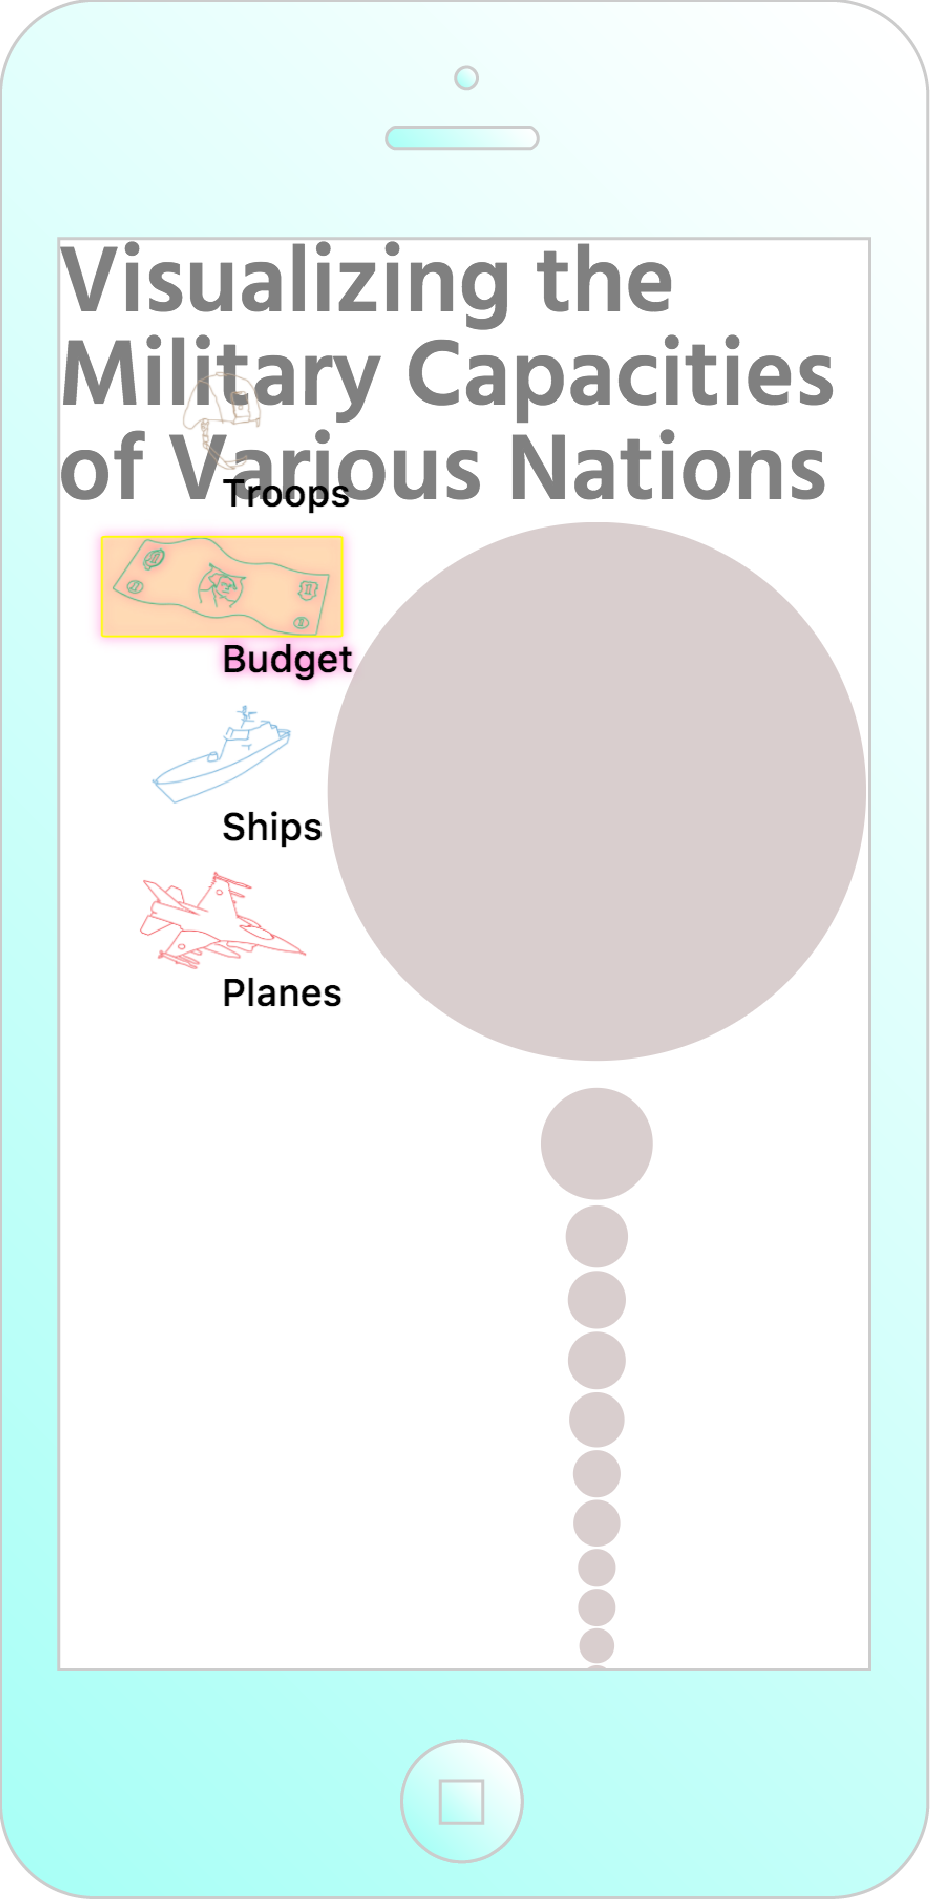 Visualizing the
Military Capacities
of Various Nations
Troops
Budget
Ships
Planes